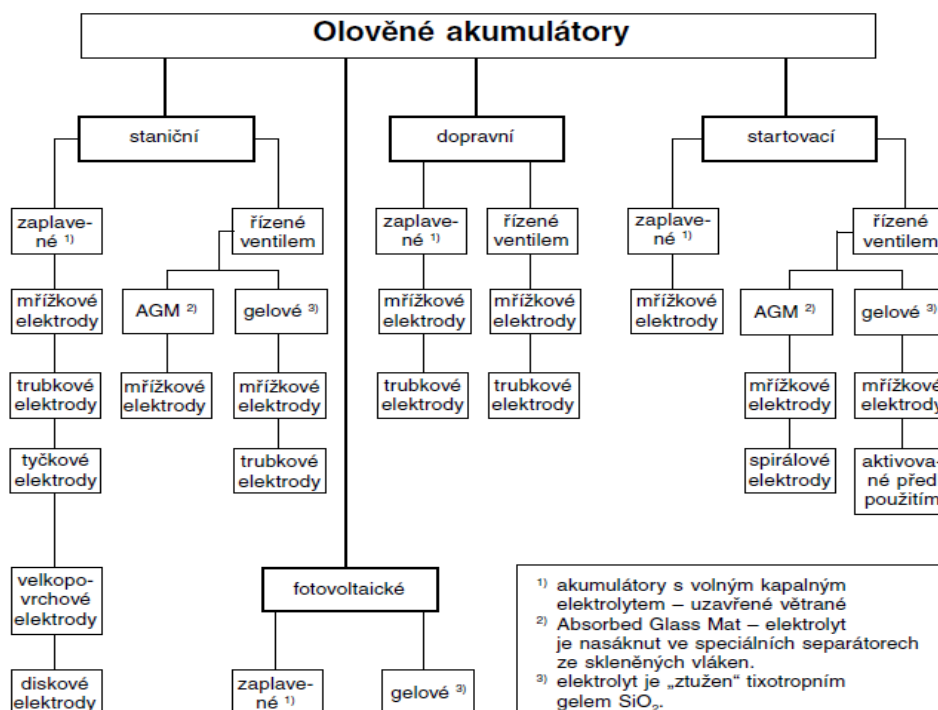 Olověné akumulátory
staniční
dopravní
startovací
zaplave-
né 1)
řízené
ventilem
zaplave-
né 1)
řízené
ventilem
zaplave-
né 1)
řízené
ventilem
mřížkové
elektrody
AGM 2)
gelové 3)
mřížkové
elektrody
mřížkové
elektrody
mřížkové
elektrody
AGM 2)
gelové 3)
trubkové
elektrody
mřížkové
elektrody
mřížkové
elektrody
trubkové
elektrody
trubkové
elektrody
mřížkové
elektrody
mřížkové
elektrody
tyčkové
elektrody
trubkové
elektrody
spirálové
elektrody
aktivova-
né před
použitím
velkopo-
vrchové
elektrody
fotovoltaické
diskové
elektrody
zaplave-
né 1)
gelové 3)
1) akumulátory s volným kapalným
elektrolytem – uzavřené větrané
2) Absorbed Glass Mat – elektrolyt
je nasáknut ve speciálních separátorech
ze skleněných vláken.
3) elektrolyt je „ztužen“ tixotropním
gelem SiO2.